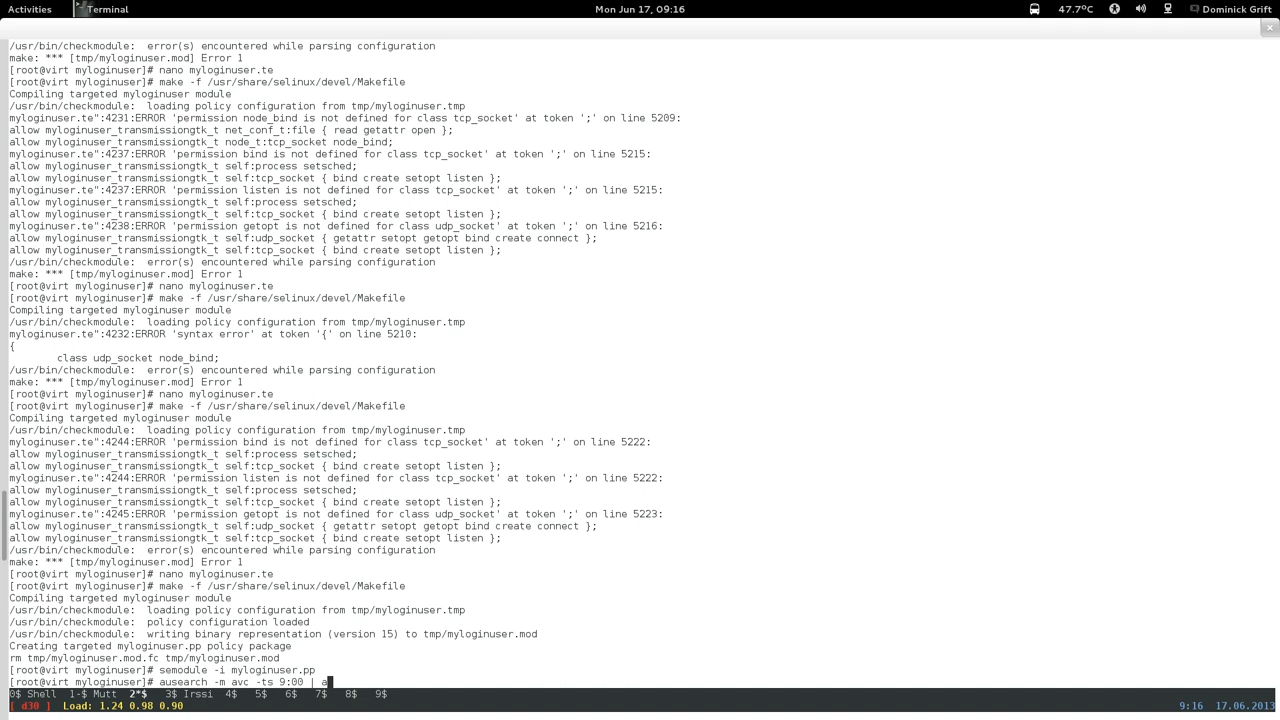 Activities Terminal Mon Jun 17, 09:16 47.7°C Dominick Grift
/usr/bin/checkmodule:  error(s) encountered while parsing configuration
make: *** [tmp/myloginuser.mod] Error 1
[root@virt myloginuser]# nano myloginuser.te
[root@virt myloginuser]# make -f /usr/share/selinux/devel/Makefile
Compiling targeted myloginuser module
/usr/bin/checkmodule:  loading policy configuration from tmp/myloginuser.tmp
myloginuser.te":4231:ERROR 'permission node_bind is not defined for class tcp_socket' at token ';' on line 5209:
allow myloginuser_transmissiongtk_t net_conf_t:file { read getattr open };
allow myloginuser_transmissiongtk_t node_t:tcp_socket node_bind;
myloginuser.te":4237:ERROR 'permission bind is not defined for class tcp_socket' at token ';' on line 5215:
allow myloginuser_transmissiongtk_t self:process setsched;
allow myloginuser_transmissiongtk_t self:tcp_socket { bind create setopt listen };
myloginuser.te":4237:ERROR 'permission listen is not defined for class tcp_socket' at token ';' on line 5215:
allow myloginuser_transmissiongtk_t self:process setsched;
allow myloginuser_transmissiongtk_t self:tcp_socket { bind create setopt listen };
myloginuser.te":4238:ERROR 'permission getopt is not defined for class udp_socket' at token ';' on line 5216:
allow myloginuser_transmissiongtk_t self:udp_socket { getattr setopt getopt bind create connect };
allow myloginuser_transmissiongtk_t self:tcp_socket { bind create setopt listen };
/usr/bin/checkmodule:  error(s) encountered while parsing configuration
make: *** [tmp/myloginuser.mod] Error 1
[root@virt myloginuser]# nano myloginuser.te
[root@virt myloginuser]# make -f /usr/share/selinux/devel/Makefile
Compiling targeted myloginuser module
/usr/bin/checkmodule:  loading policy configuration from tmp/myloginuser.tmp
myloginuser.te":4232:ERROR 'syntax error' at token '{' on line 5210:
{
class udp_socket node_bind;
/usr/bin/checkmodule:  error(s) encountered while parsing configuration
make: *** [tmp/myloginuser.mod] Error 1
[root@virt myloginuser]# nano myloginuser.te
[root@virt myloginuser]# make -f /usr/share/selinux/devel/Makefile
Compiling targeted myloginuser module
/usr/bin/checkmodule:  loading policy configuration from tmp/myloginuser.tmp
myloginuser.te":4244:ERROR 'permission bind is not defined for class tcp_socket' at token ';' on line 5222:
allow myloginuser_transmissiongtk_t self:process setsched;
allow myloginuser_transmissiongtk_t self:tcp_socket { bind create setopt listen };
myloginuser.te":4244:ERROR 'permission listen is not defined for class tcp_socket' at token ';' on line 5222:
allow myloginuser_transmissiongtk_t self:process setsched;
allow myloginuser_transmissiongtk_t self:tcp_socket { bind create setopt listen };
myloginuser.te":4245:ERROR 'permission getopt is not defined for class udp_socket' at token ';' on line 5223:
allow myloginuser_transmissiongtk_t self:udp_socket { getattr setopt getopt bind create connect };
allow myloginuser_transmissiongtk_t self:tcp_socket { bind create setopt listen };
/usr/bin/checkmodule:  error(s) encountered while parsing configuration
make: *** [tmp/myloginuser.mod] Error 1
[root@virt myloginuser]# nano myloginuser.te
[root@virt myloginuser]# make -f /usr/share/selinux/devel/Makefile
Compiling targeted myloginuser module
/usr/bin/checkmodule:  loading policy configuration from tmp/myloginuser.tmp
/usr/bin/checkmodule:  policy configuration loaded
/usr/bin/checkmodule:  writing binary representation (version 15) to tmp/myloginuser.mod
Creating targeted myloginuser.pp policy package
rm tmp/myloginuser.mod.fc tmp/myloginuser.mod
[root@virt myloginuser]# semodule -i myloginuser.pp
[root@virt myloginuser]# ausearch -m avc -ts 9:00 | a
0$ Shell  1-$ Mutt  2*$  3$ Irssi  4$  5$  6$  7$  8$  9$
[ d30 ]  Load: 1.24 0.98 0.90 9:16 17.06.2013